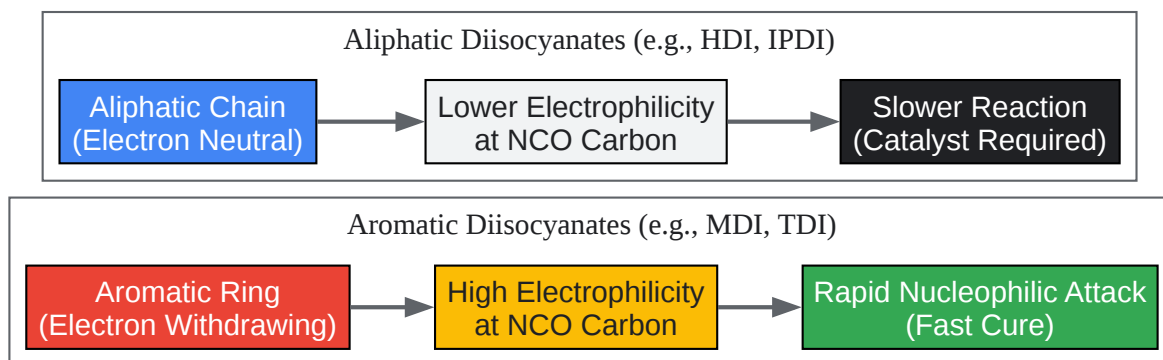 Aliphatic Diisocyanates (e.g., HDI, IPDI)
Aliphatic Chain
(Electron Neutral)
Lower Electrophilicity
at NCO Carbon
Slower Reaction
(Catalyst Required)
Aromatic Diisocyanates (e.g., MDI, TDI)
Aromatic Ring
(Electron Withdrawing)
High Electrophilicity
at NCO Carbon
Rapid Nucleophilic Attack
(Fast Cure)